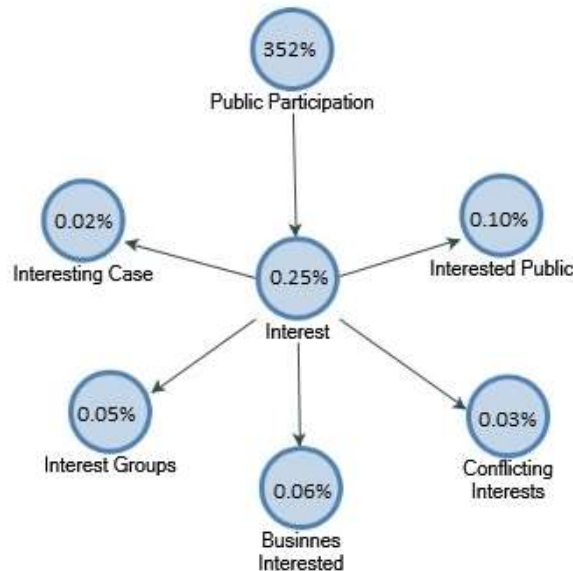 352%
Public Participation
0.02%
Interesting Case
0.10%
Interested Public
0.25%
Interest
0.05%
Interest Groups
0.06%
Businnes
Interested
0.03%
Conflicting
Interests